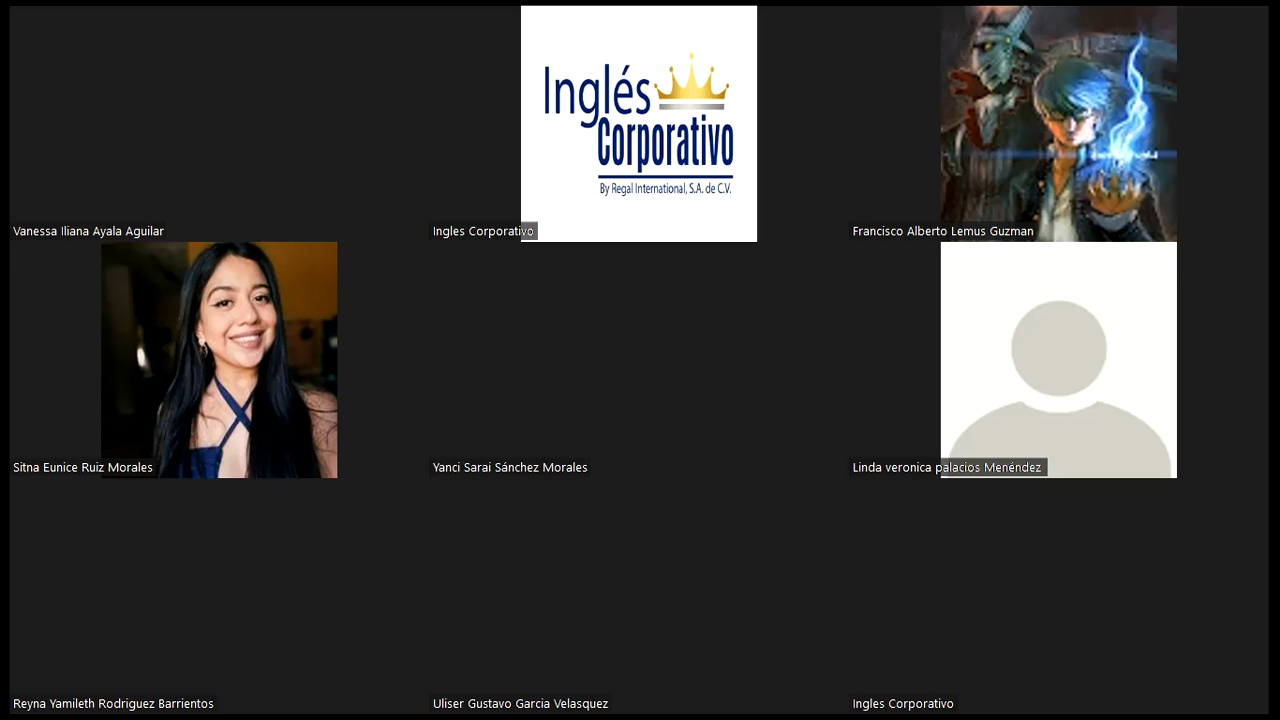 Inglés
Corporativo
By Regal International, S.A. de C.V.
Vanessa Iliana Ayala Aguilar
Ingles Corporativo
Francisco Alberto Lemus Guzman
Sitna Eunice Ruiz Morales
Yanci Sarai Sánchez Morales
Linda veronica palacios Menéndez
Reyna Yamileth Rodriguez Barrientos
Uliser Gustavo Garcia Velasquez
Ingles Corporativo